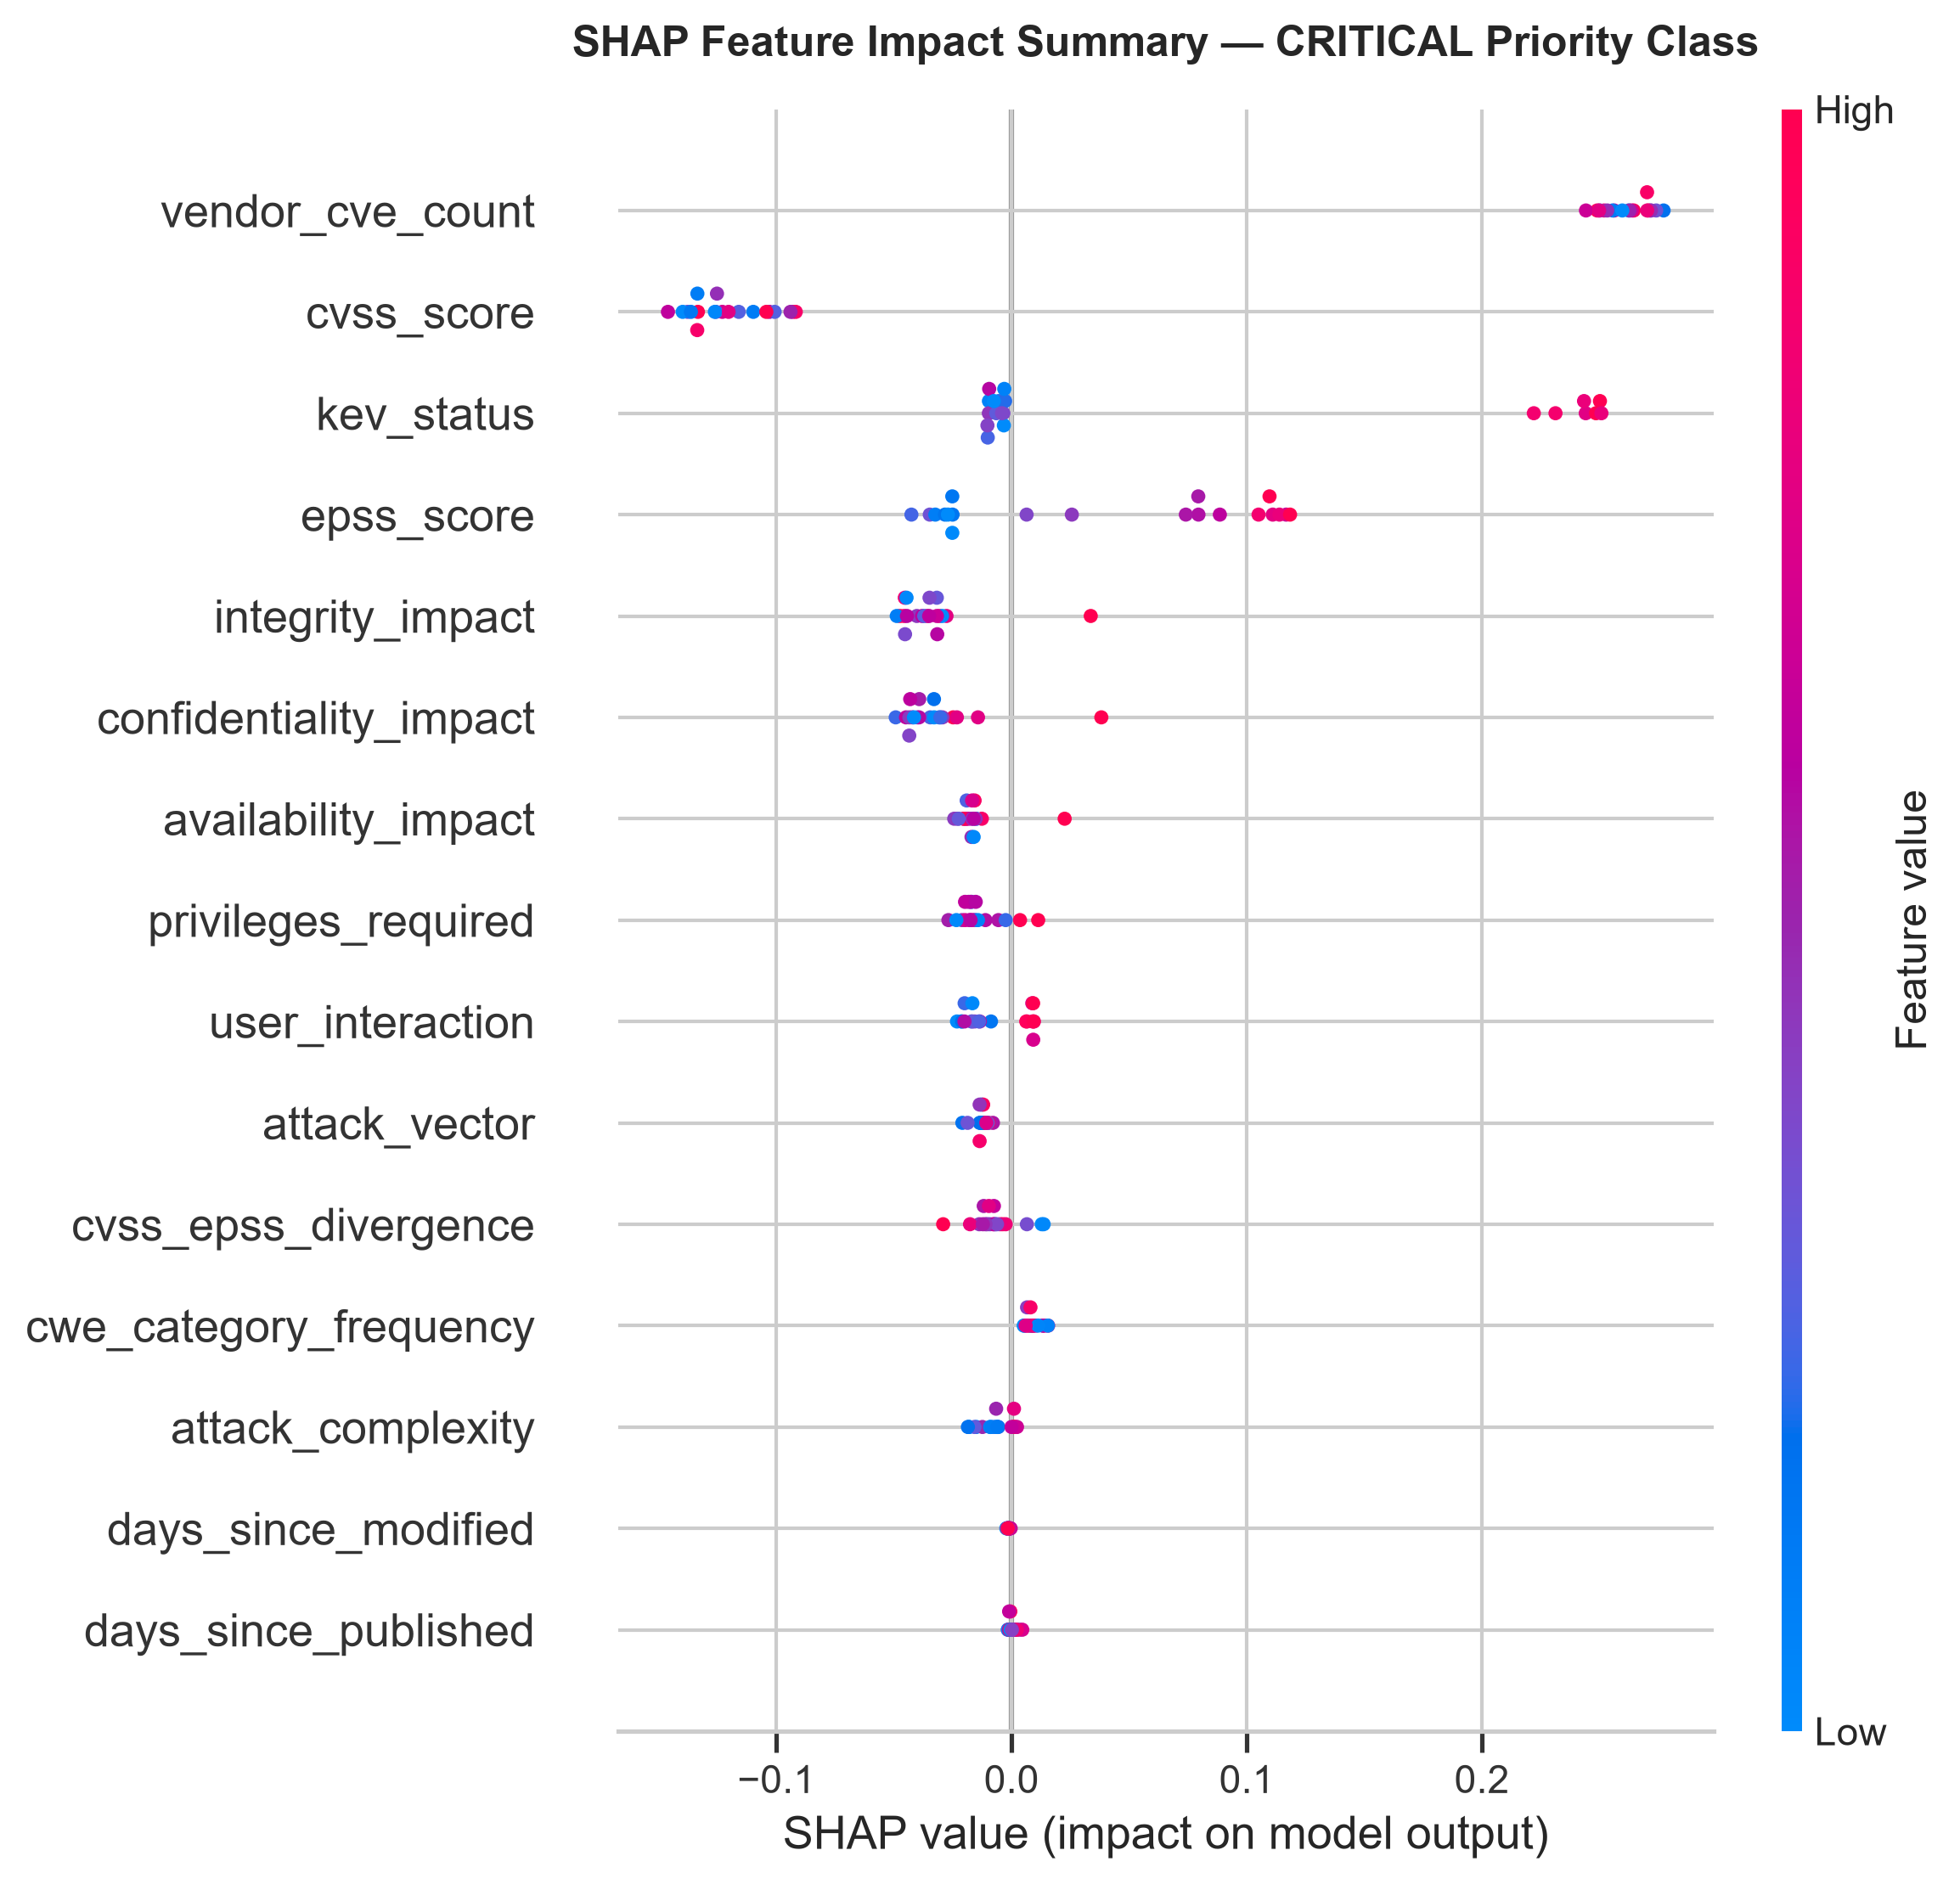 SHAP Feature Impact Summary — CRITICAL Priority Class
High
vendor_cve_count
cvss_score
kev_status
epss_score
integrity_impact
confidentiality_impact
availability_impact
privileges_required
user_interaction
attack_vector
cvss_epss_divergence
cwe_category_frequency
attack_complexity
days_since_modified
days_since_published
Feature value
Low
−0.1 0.0 0.1 0.2
SHAP value (impact on model output)